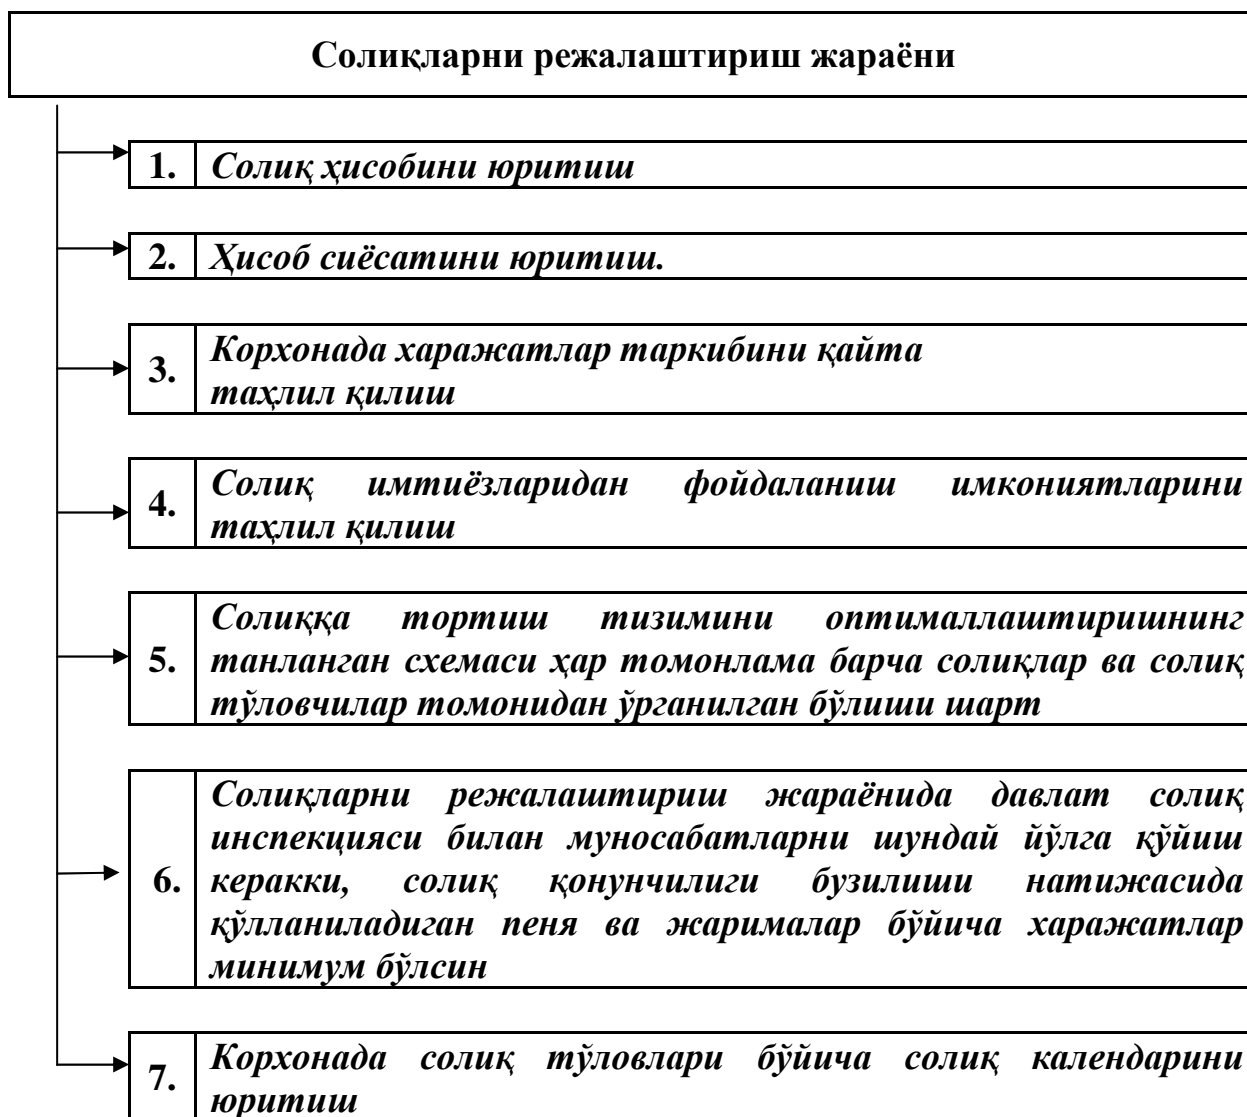 Солиқларни режалаштириш жараёни
1. Солиқ ҳисобини юритиш
2. Ҳисоб сиёсатини юритиш.
3. Корхонада харажатлар таркибини қайта
таҳлил қилиш
4. Солиқ имтиёзларидан фойдаланиш имкониятларини
таҳлил қилиш
5. Солиққа тортиш тизимини оптималлаштиришнинг
танланган схемаси ҳар томонлама барча солиқлар ва солиқ
тўловчилар томонидан ўрганилган бўлиши шарт
6. Солиқларни режалаштириш жараёнида давлат солиқ
инспекцияси билан муносабатларни шундай йўлга қўйиш
керакки, солиқ қонунчилиги бузилиши натижасида
қўлланиладиган пеня ва жарималар бўйича харажатлар
минимум бўлсин
7. Корхонада солиқ тўловлари бўйича солиқ календарини
юритиш